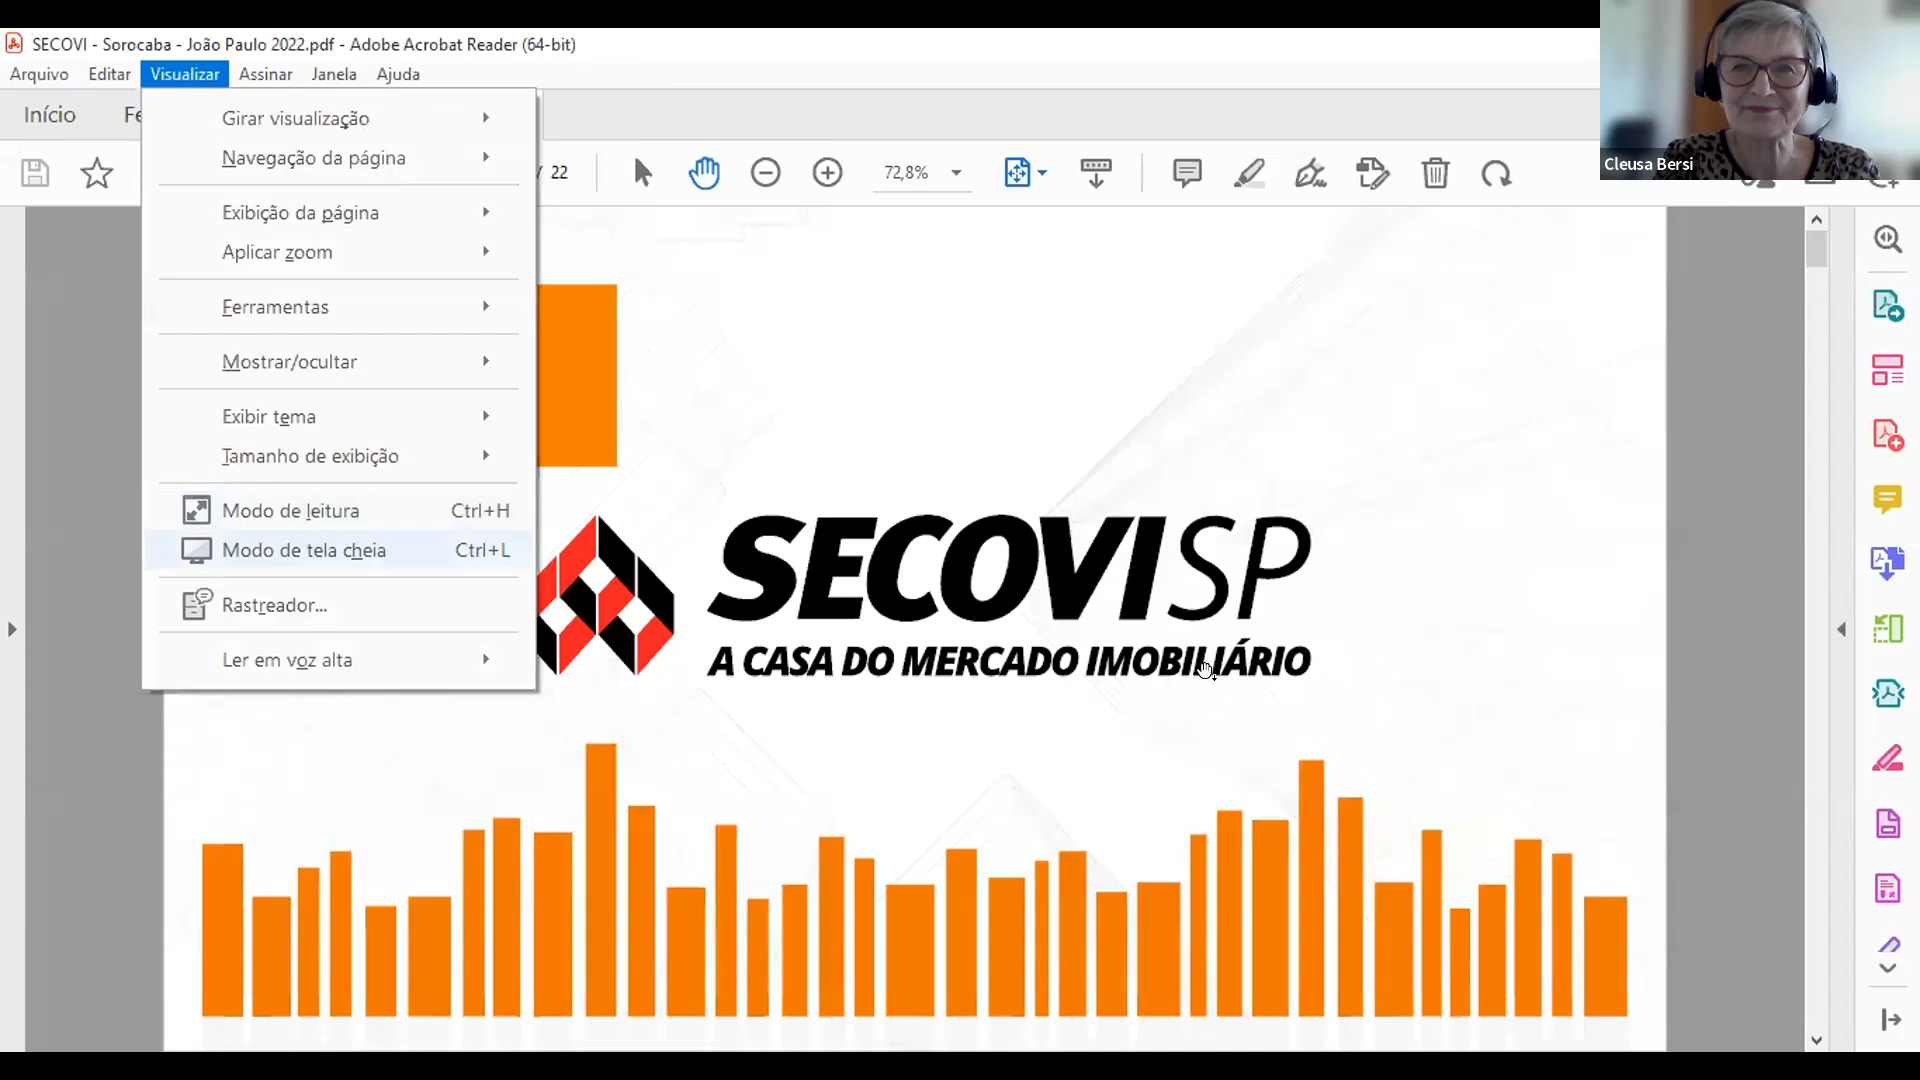 SECOVI - Sorocaba - João Paulo 2022.pdf - Adobe Acrobat Reader (64-bit)
Arquivo Editar Visualizar Assinar Janela Ajuda
Início Fe
/ 22 72,8%
Cleusa Bersi
Girar visualização
Navegação da página
Exibição da página
Aplicar zoom
Ferramentas
Mostrar/ocultar
Exibir tema
Tamanho de exibição
Modo de leitura Ctrl+H
Modo de tela cheia Ctrl+L
Rastreador...
Ler em voz alta
SECOVISP
A CASA DO MERCADO IMOBILIÁRIO